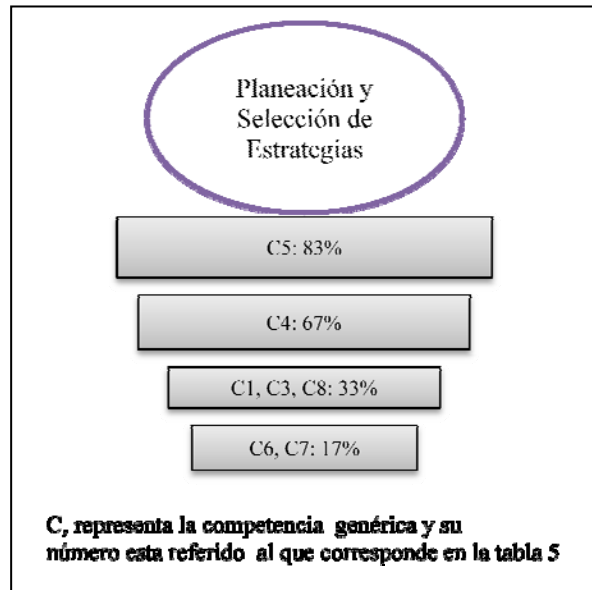 Planeación y
Selección de
Estrategias
C5: 83%
C4: 67%
C1, C3, C8: 33%
C6, C7: 17%
C, representa la competencia genérica y su
número esta referido al que corresponde en la tabla 5